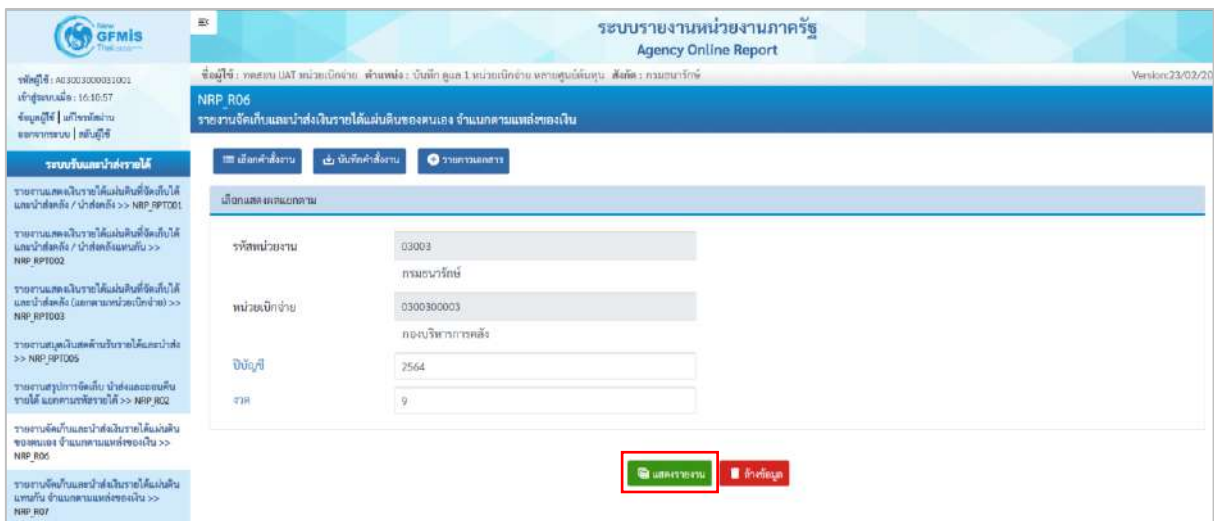 New
GFMIS
Thai
ระบบรายงานหน่วยงานภาครัฐ
Agency Online Report
รหัสผู้ใช้ : A03003000031001
เข้าสู่ระบบเมื่อ : 16:10:57
ข้อมูลผู้ใช้ | แก้ไขรหัสผ่าน
ออกจากระบบ | สลับผู้ใช้
ชื่อผู้ใช้ : ทดสอบ UAT หน่วยเบิกจ่าย ตำแหน่ง : บันทึก ดูแล 1 หน่วยเบิกจ่าย หลายศูนย์ต้นทุน สังกัด : กรมธนารักษ์
Version:23/02/20
NRP_R06
รายงานจัดเก็บและนำส่งเงินรายได้แผ่นดินของตนเอง จำแนกตามแหล่งของเงิน
เลือกคำสั่งงาน
บันทึกคำสั่งงาน
รายการเอกสาร
ระบบรับและนำส่งรายได้
รายงานแสดงเงินรายได้แผ่นดินที่จัดเก็บได้
และนำส่งคลัง / นำส่งคลัง >> NRP_RPT001
รายงานแสดงเงินรายได้แผ่นดินที่จัดเก็บได้
และนำส่งคลัง / นำส่งคลังแทนกัน >>
NRP_RPT002
รายงานแสดงเงินรายได้แผ่นดินที่จัดเก็บได้
และนำส่งคลัง (แยกตามหน่วยเบิกจ่าย) >>
NRP_RPT003
รายงานสมุดเงินสดด้านรับรายได้และนำส่ง
>> NRP_RPT005
รายงานสรุปการจัดเก็บ นำส่งและถอนคืน
รายได้ แยกตามรหัสรายได้ >> NRP_R02
รายงานจัดเก็บและนำส่งเงินรายได้แผ่นดิน
ของตนเอง จำแนกตามแหล่งของเงิน >>
NRP_R06
รายงานจัดเก็บและนำส่งเงินรายได้แผ่นดิน
แทนกัน จำแนกตามแหล่งของเงิน >>
NRP_R07
เลือกแสดงผลแยกตาม
รหัสหน่วยงาน
03003
กรมธนารักษ์
หน่วยเบิกจ่าย
0300300003
กองบริหารการคลัง
ปีบัญชี
2564
งวด
9
แสดงรายงาน
ล้างข้อมูล